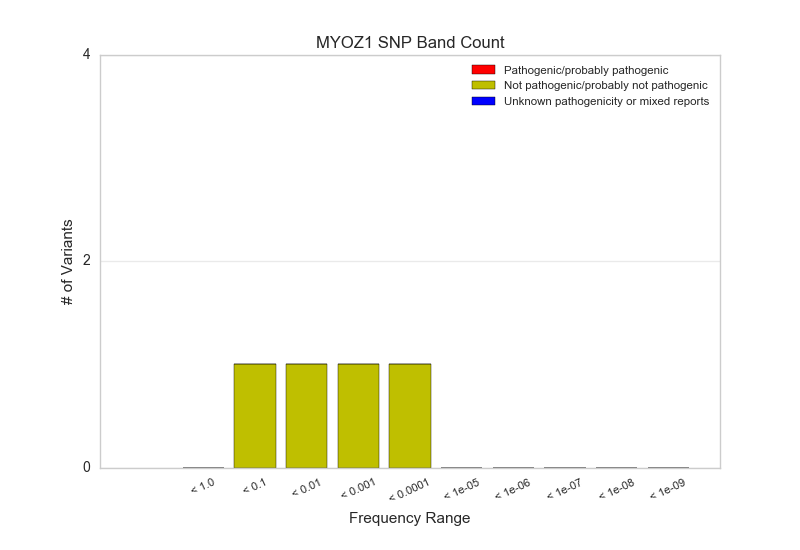 MYOZ1 SNP Band Count
4
Pathogenic/probably pathogenic
Not pathogenic/probably not pathogenic
Unknown pathogenicity or mixed reports
# of Variants
2
0
< 1.0
< 0.1
< 0.01
< 0.001
< 0.0001
< 1e-05
< 1e-06
< 1e-07
< 1e-08
< 1e-09
Frequency Range